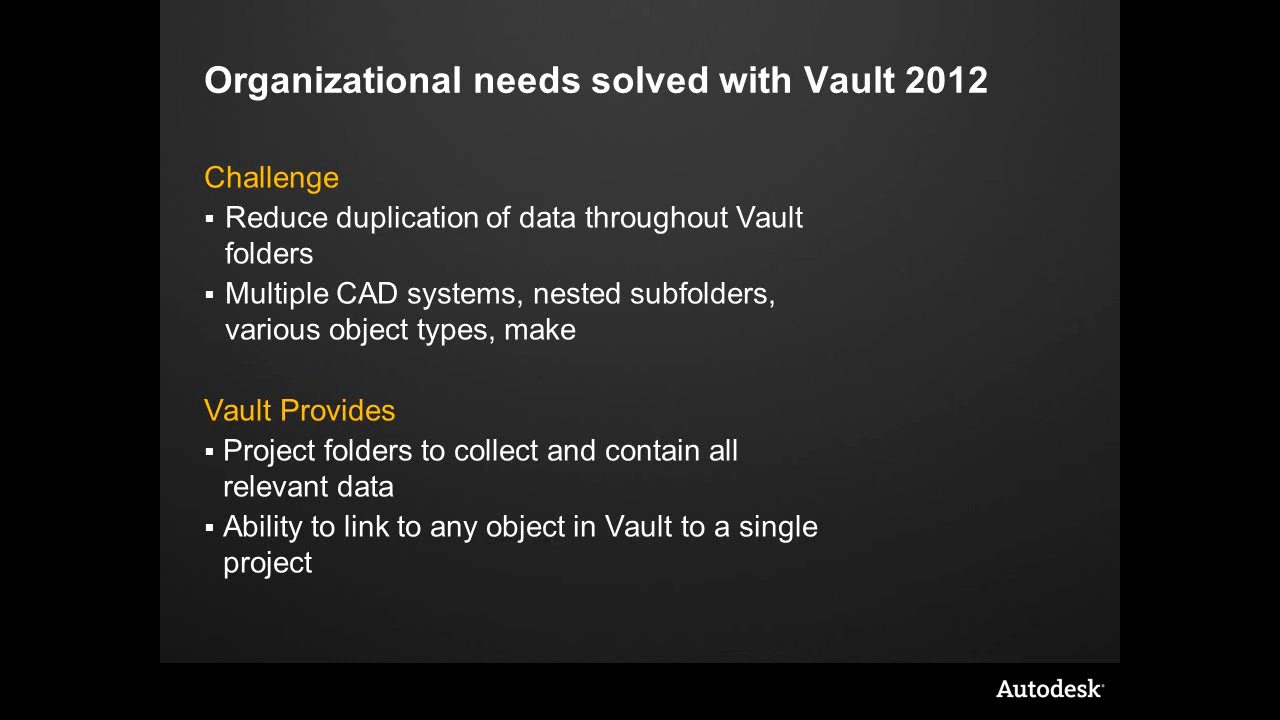 Organizational needs solved with Vault 2012
Challenge
▪ Reduce duplication of data throughout Vault
folders
▪ Multiple CAD systems, nested subfolders,
various object types, make
Vault Provides
▪ Project folders to collect and contain all
relevant data
▪ Ability to link to any object in Vault to a single
project
Autodesk